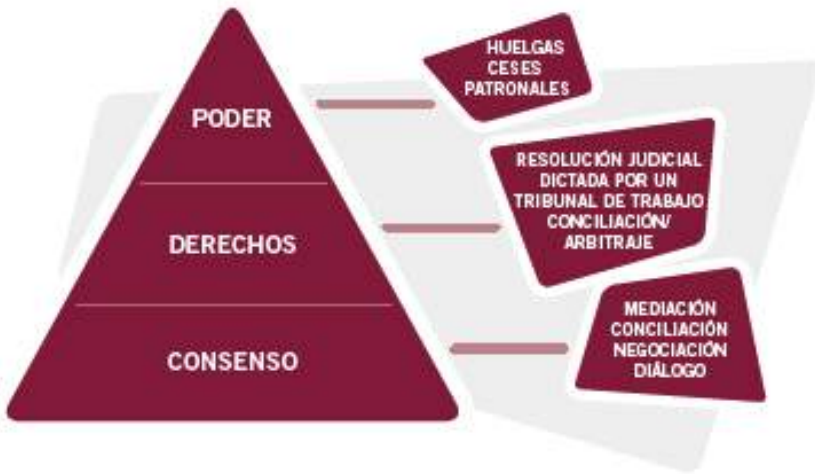 PODER
HUELGAS
CESES
PATRONALES
DERECHOS
RESOLUCIÓN JUDICIAL
DICTADA POR UN
TRIBUNAL DE TRABAJO
CONCILIACIÓN/
ARBITRAJE
CONSENSO
MEDIACIÓN
CONCILIACIÓN
NEGOCIACIÓN
DIÁLOGO